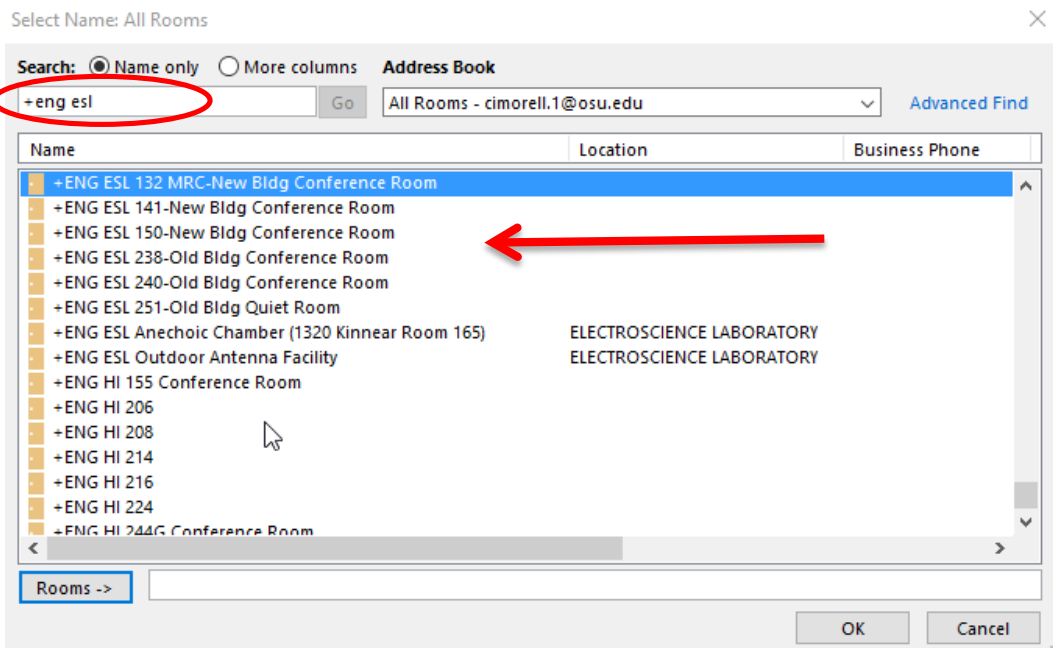 Select Name: All Rooms
Search: Name only More columns Address Book
+eng esl Go All Rooms - cimorell.1@osu.edu Advanced Find
Name Location Business Phone
+ENG ESL 132 MRC-New Bldg Conference Room
+ENG ESL 141-New Bldg Conference Room
+ENG ESL 150-New Bldg Conference Room
+ENG ESL 238-Old Bldg Conference Room
+ENG ESL 240-Old Bldg Conference Room
+ENG ESL 251-Old Bldg Quiet Room
+ENG ESL Anechoic Chamber (1320 Kinnear Room 165) ELECTROSCIENCE LABORATORY
+ENG ESL Outdoor Antenna Facility ELECTROSCIENCE LABORATORY
+ENG HI 155 Conference Room
+ENG HI 206
+ENG HI 208
+ENG HI 214
+ENG HI 216
+ENG HI 224
+ENG HI 244G Conference Room
Rooms ->
OK Cancel